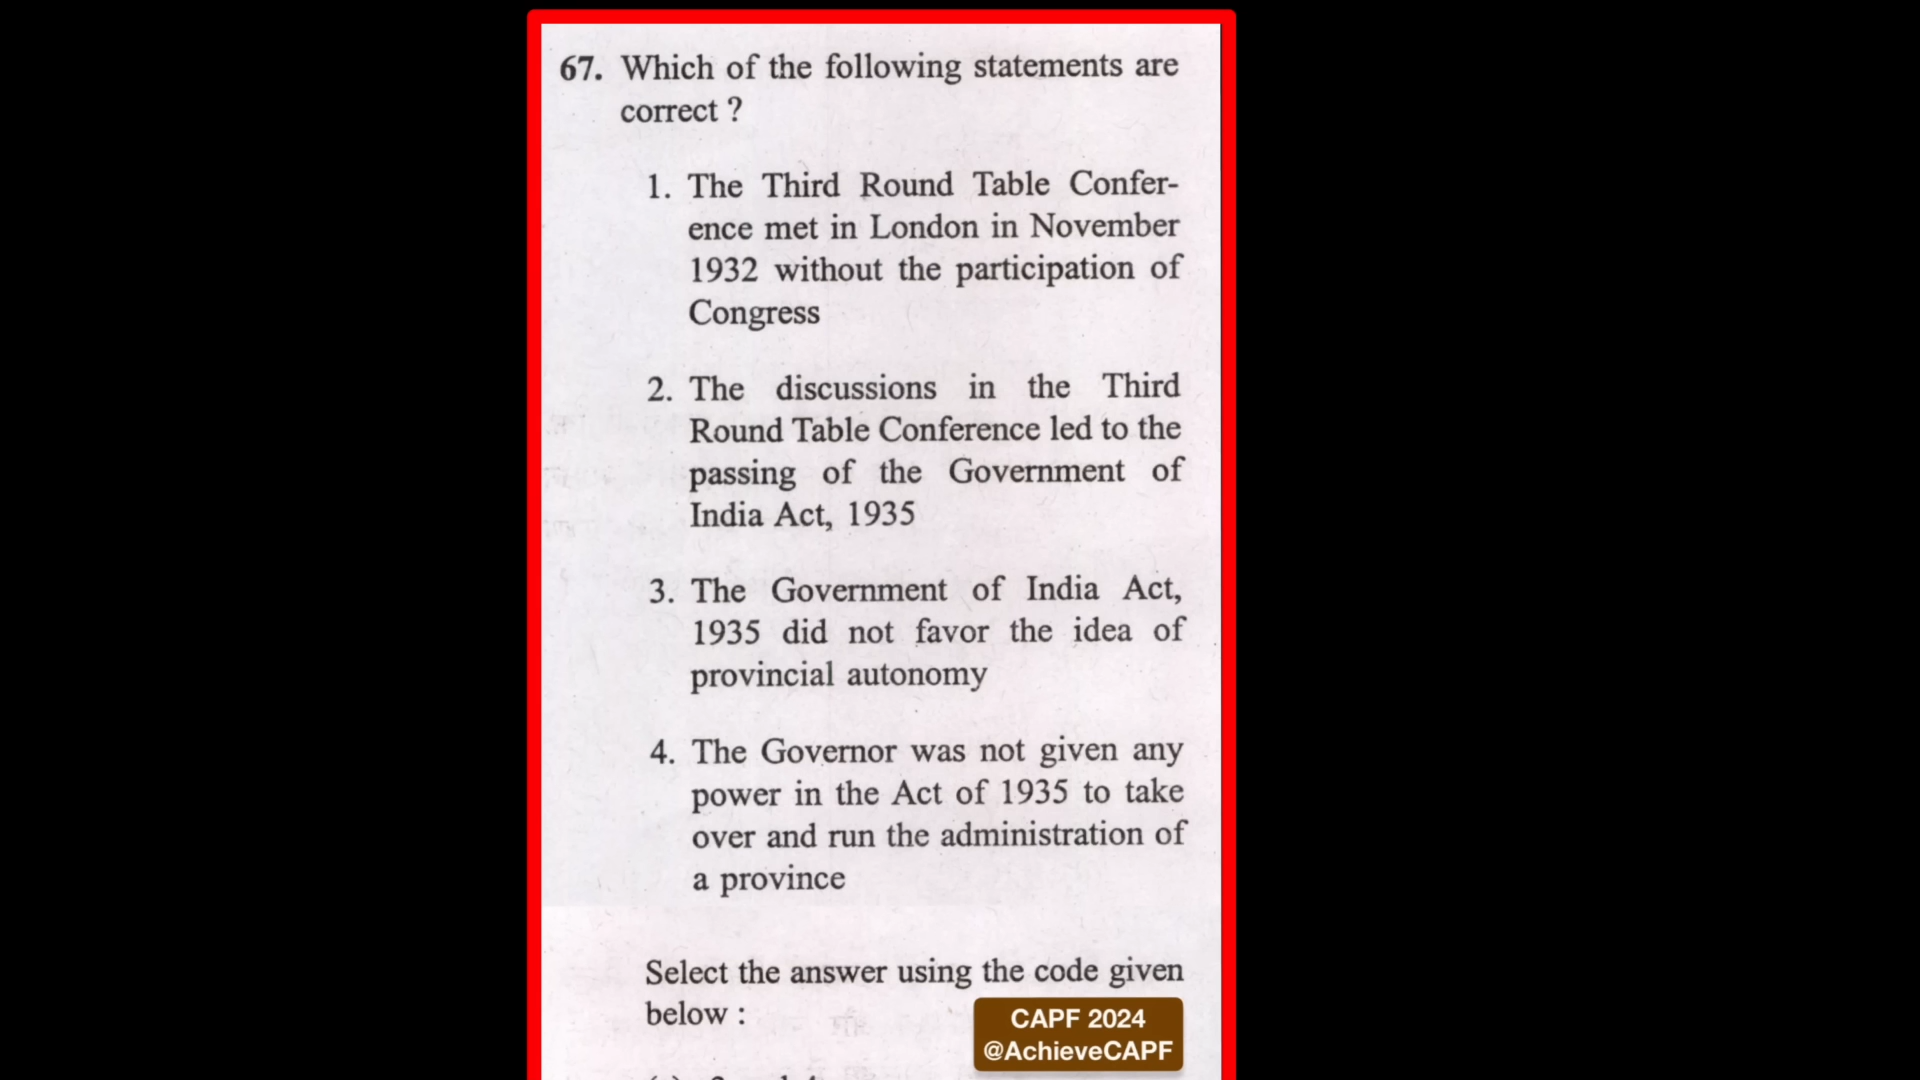 67. Which of the following statements are
correct ?
1. The Third Round Table Confer-
ence met in London in November
1932 without the participation of
Congress
2. The discussions in the Third
Round Table Conference led to the
passing of the Government of
India Act, 1935
3. The Government of India Act,
1935 did not favor the idea of
provincial autonomy
4. The Governor was not given any
power in the Act of 1935 to take
over and run the administration of
a province
Select the answer using the code given
below :
CAPF 2024
@AchieveCAPF